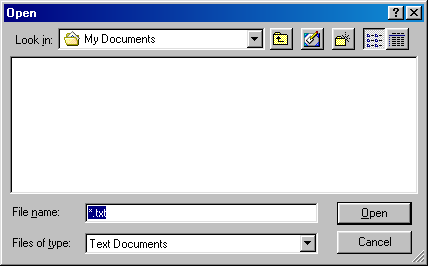 Open
Look in: My Documents
File name: *.txt Open
Files of type: Text Documents Cancel